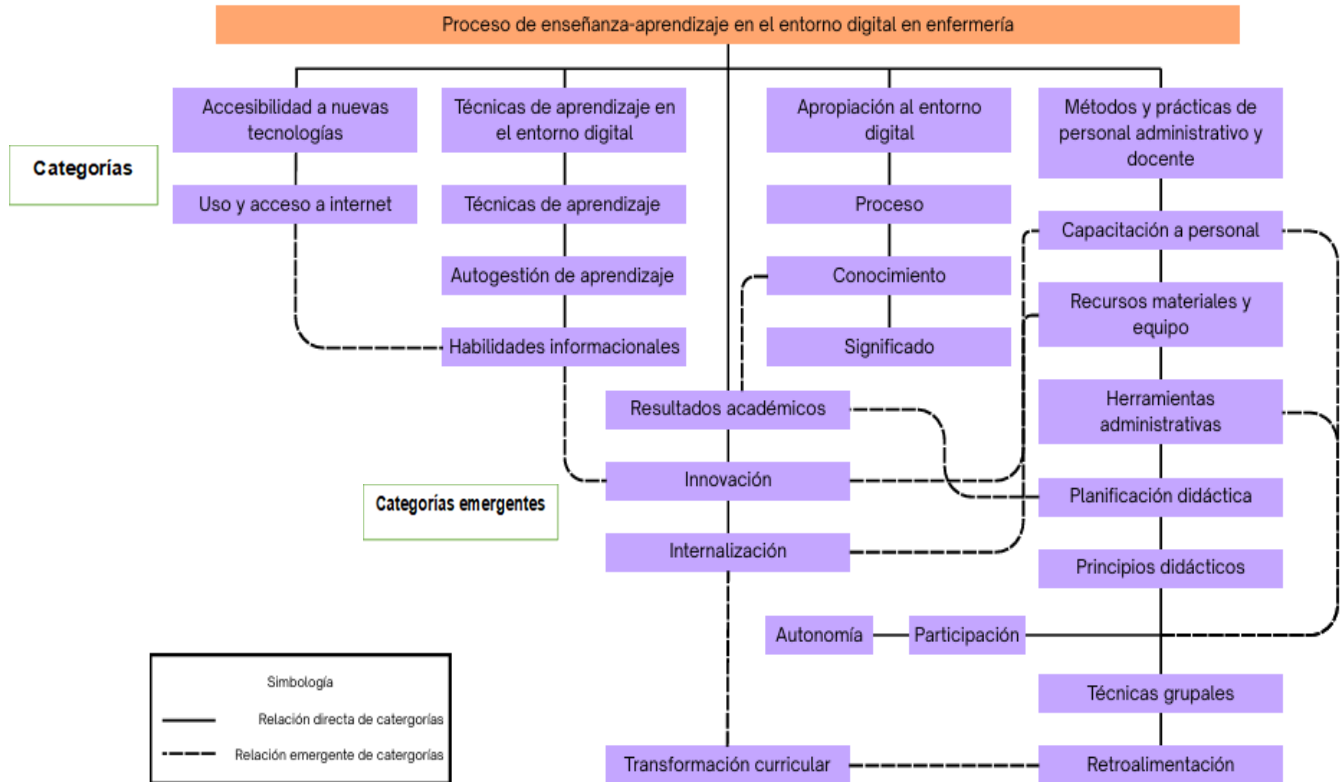 Proceso de enseñanza-aprendizaje en el entorno digital en enfermería
Accesibilidad a nuevas
tecnologías
Técnicas de aprendizaje en
el entorno digital
Apropiación al entorno
digital
Métodos y prácticas de
personal administrativo y
docente
Categorías
Uso y acceso a internet
Técnicas de aprendizaje
Proceso
Capacitación a personal
Autogestión de aprendizaje
Conocimiento
Recursos materiales y
equipo
Habilidades informacionales
Significado
Resultados académicos
Herramientas
administrativas
Innovación
Categorías emergentes
Planificación didáctica
Internalización
Principios didácticos
Autonomía
Participación
Simbología
Técnicas grupales
Relación directa de catergorías
Relación emergente de catergorías
Transformación curricular
Retroalimentación